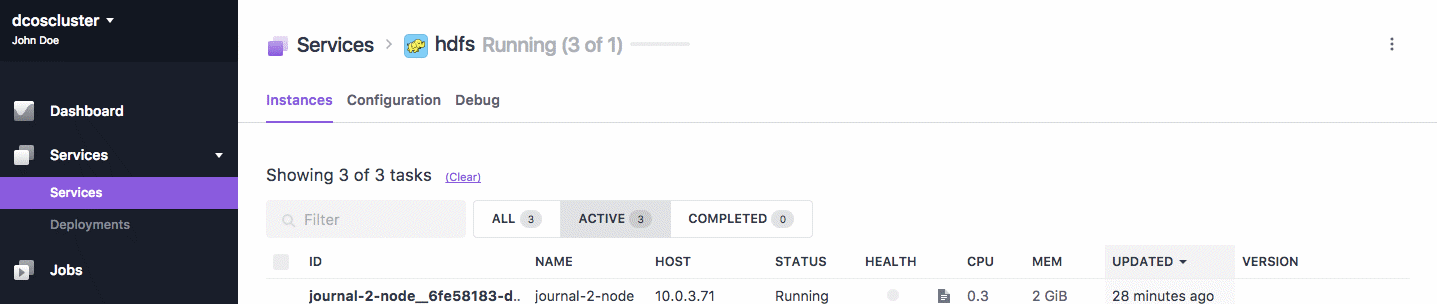 dcoscluster
John Doe
Dashboard
Services
Services
Deployments
Jobs
Services > hdfs Running (3 of 1)
Instances Configuration Debug
Showing 3 of 3 tasks (Clear)
Filter ALL 3 ACTIVE 3 COMPLETED 0
ID NAME HOST STATUS HEALTH CPU MEM UPDATED VERSION
journal-2-node__6fe58183-d... journal-2-node 10.0.3.71 Running 0.3 2 GiB 28 minutes ago